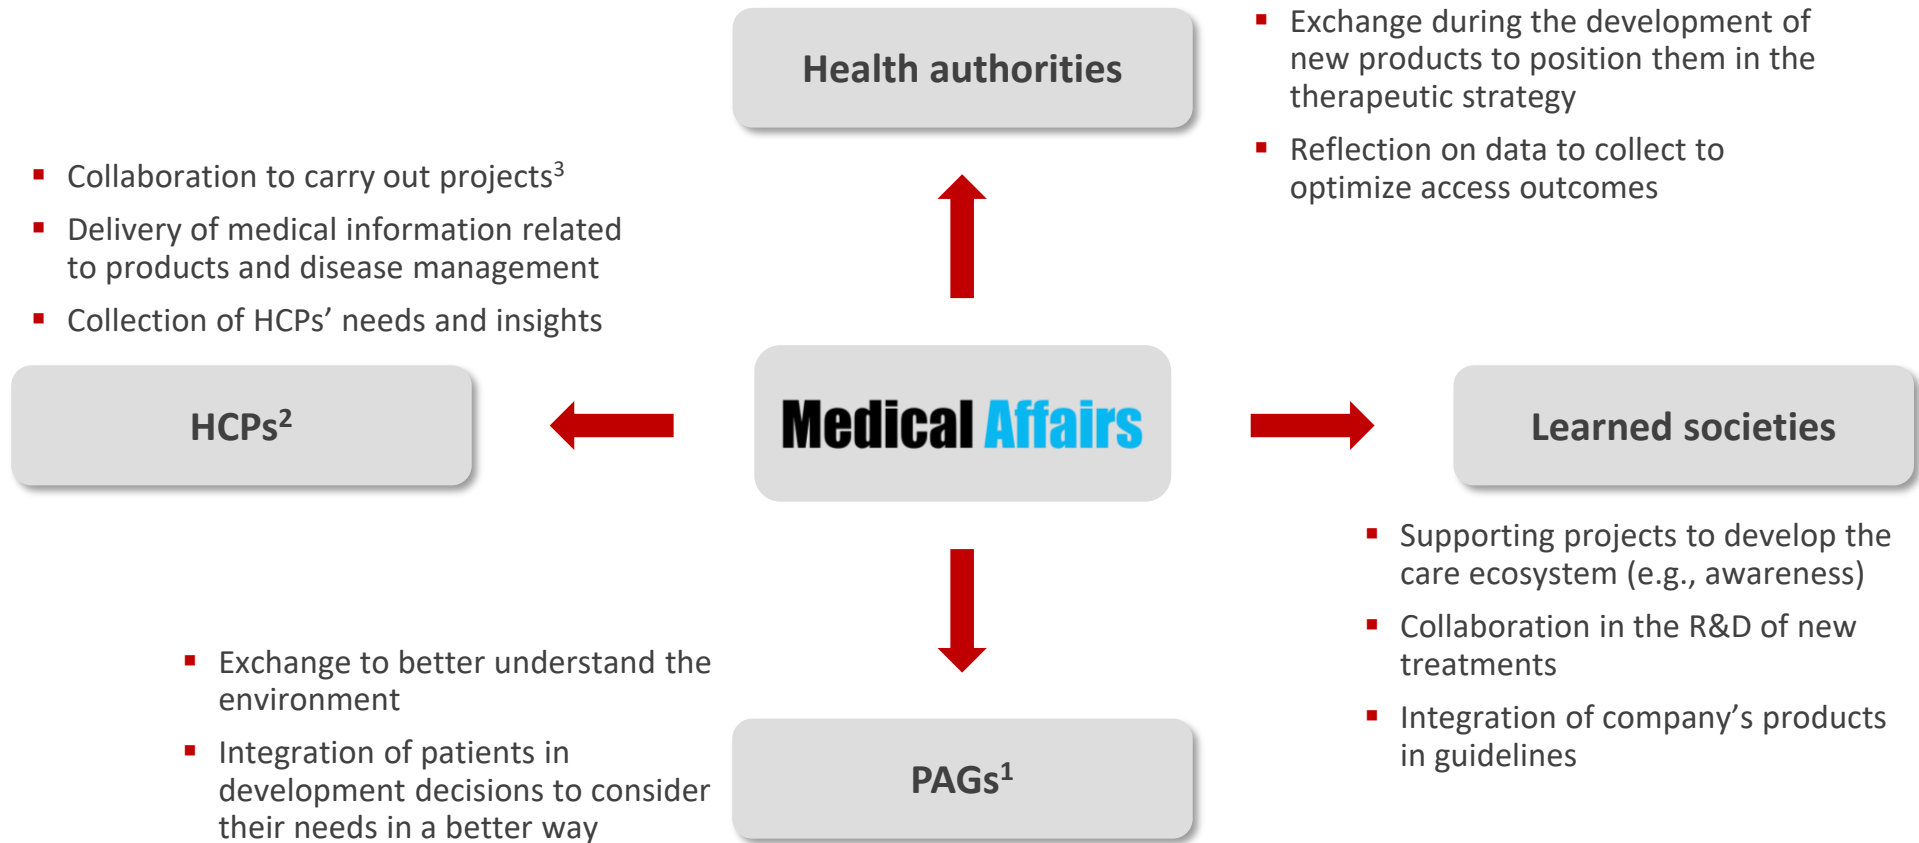 Health authorities
▪ Exchange during the development of
new products to position them in the
therapeutic strategy
▪ Reflection on data to collect to
optimize access outcomes
▪ Collaboration to carry out projects³
▪ Delivery of medical information related
to products and disease management
▪ Collection of HCPs’ needs and insights
HCPs²
Medical Affairs
Learned societies
▪ Supporting projects to develop the
care ecosystem (e.g., awareness)
▪ Collaboration in the R&D of new
treatments
▪ Integration of company’s products
in guidelines
▪ Exchange to better understand the
environment
▪ Integration of patients in
development decisions to consider
their needs in a better way
PAGs¹